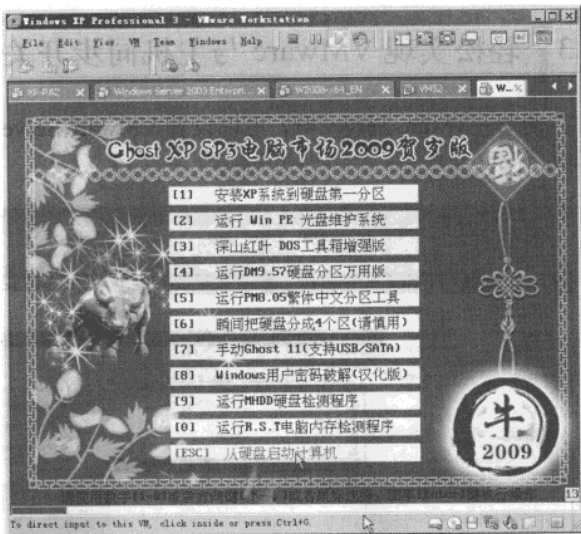 Windows XP Professional 3 - VMware Workstation
File Edit View VM Team Windows Help
XP-R2 Windows Server 2003 Enterpri... W2008-x64_EN VMS2 W...
Ghost XP SP3电脑市场2009贺岁版
[1] 安装XP系统到硬盘第一分区
[2] 运行 Win PE 光盘维护系统
[3] 深山红叶 DOS工具箱增强版
[4] 运行DM9.57硬盘分区万用版
[5] 运行PM8.05繁体中文分区工具
[6] 瞬间把硬盘分成4个区(请慎用)
[7] 手动Ghost 11(支持USB/SATA)
[8] Windows用户密码破解(汉化版)
[9] 运行MHDD硬盘检测程序
[0] 运行R.S.T电脑内存检测程序
[ESC] 从硬盘启动计算机
牛
2009
13
To direct input to this VM, click inside or press Ctrl+G.